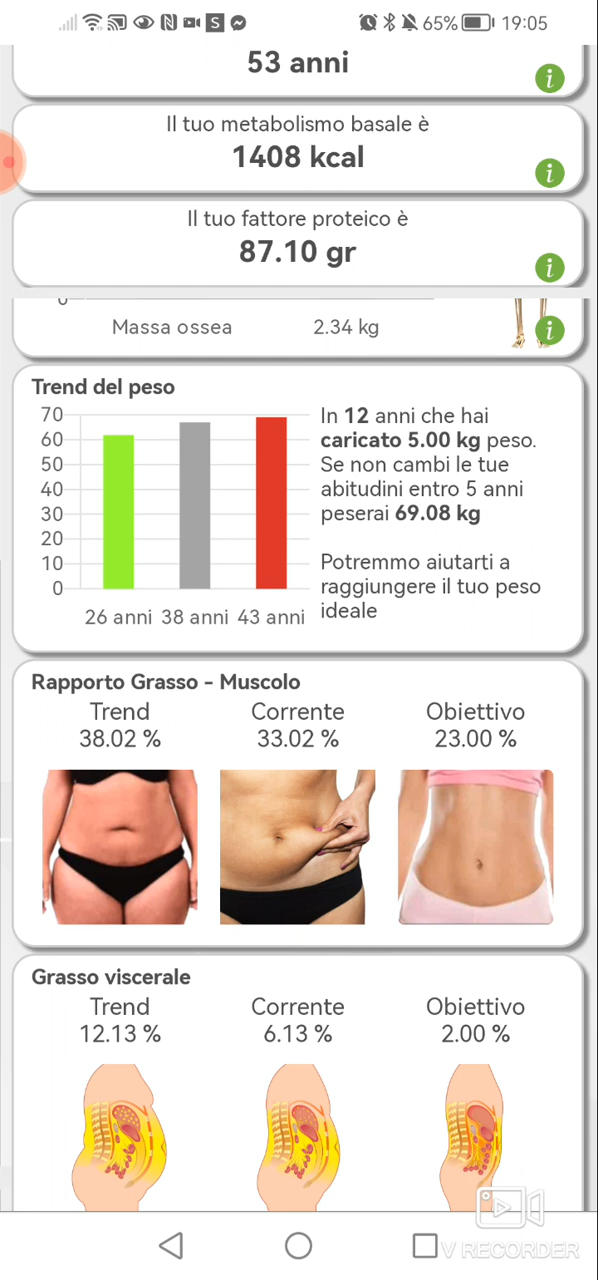 65% 19:05
53 anni
Il tuo metabolismo basale è
1408 kcal
Il tuo fattore proteico è
87.10 gr
0
Massa ossea 2.34 kg
Trend del peso
70
60
50
40
30
20
10
0
26 anni 38 anni 43 anni
In 12 anni che hai
caricato 5.00 kg peso.
Se non cambi le tue
abitudini entro 5 anni
peserai 69.08 kg
Potremmo aiutarti a
raggiungere il tuo peso
ideale
Rapporto Grasso - Muscolo
Trend Corrente Obiettivo
38.02 % 33.02 % 23.00 %
Grasso viscerale
Trend Corrente Obiettivo
12.13 % 6.13 % 2.00 %
V RECORDER